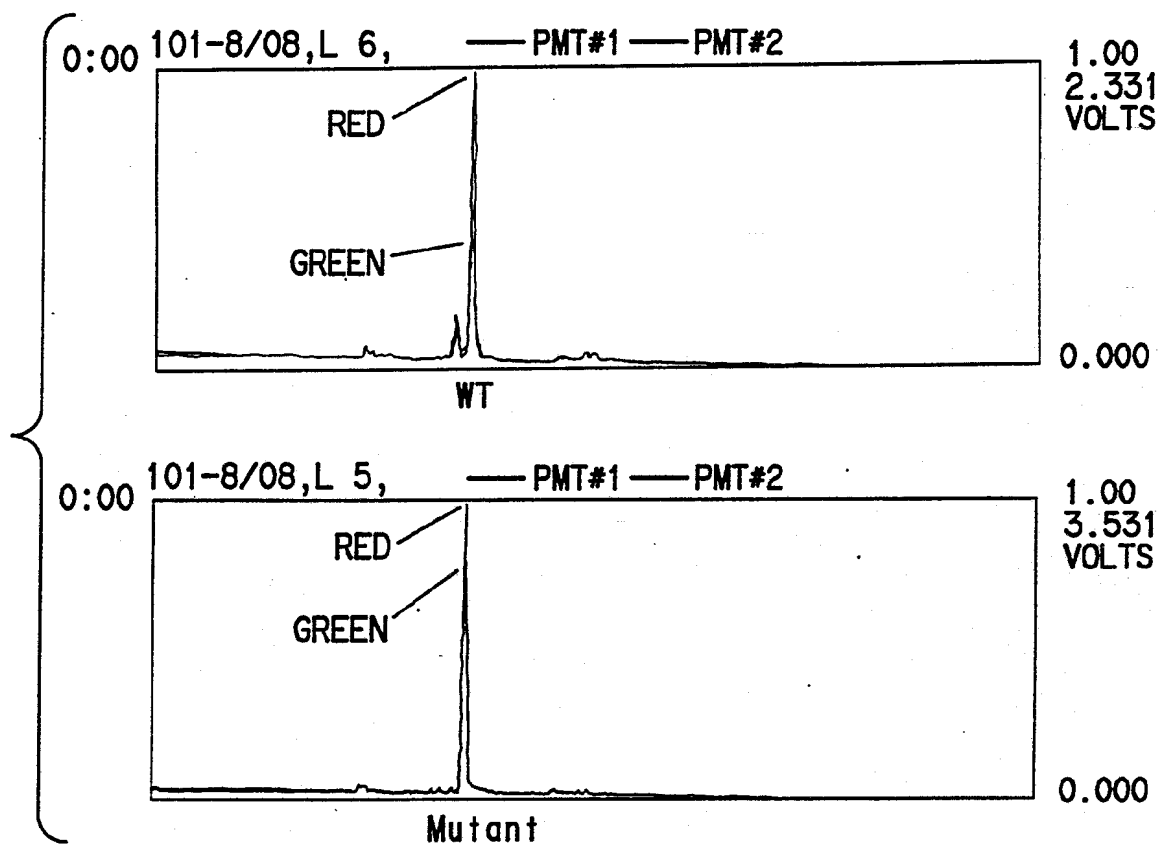 0:00 101-8/08,L 6, PMT#1 PMT#2 1.00
2.331
VOLTS
RED
GREEN
0.000
WT
0:00 101-8/08,L 5, PMT#1 PMT#2 1.00
3.531
VOLTS
RED
GREEN
0.000
Mutant